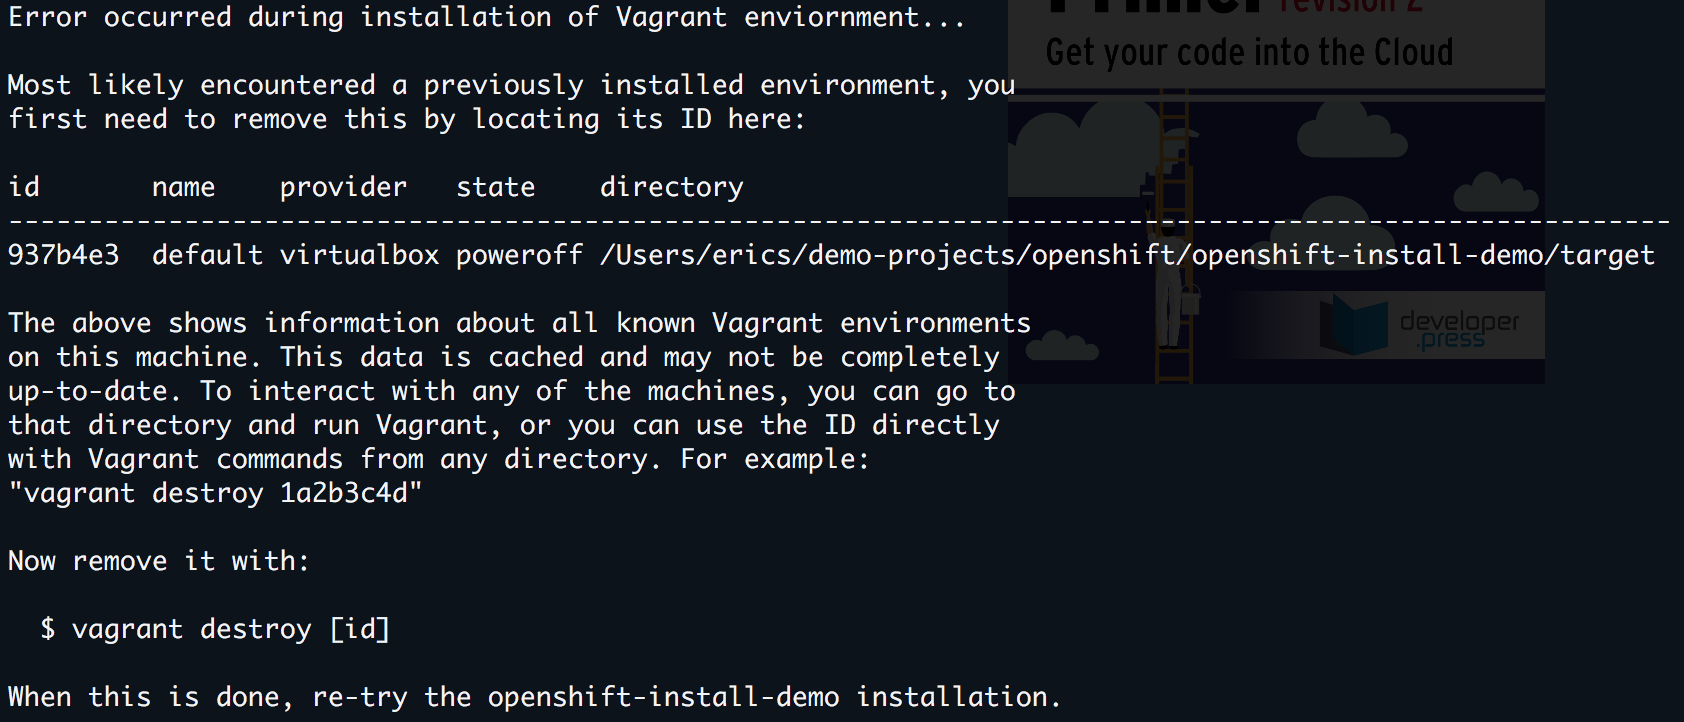 Error occurred during installation of Vagrant enviornment...
Most likely encountered a previously installed environment, you
first need to remove this by locating its ID here:
id       name    provider   state    directory
--------------------------------------------------------------------------------------------------------
937b4e3  default virtualbox poweroff /Users/erics/demo-projects/openshift/openshift-install-demo/target
The above shows information about all known Vagrant environments
on this machine. This data is cached and may not be completely
up-to-date. To interact with any of the machines, you can go to
that directory and run Vagrant, or you can use the ID directly
with Vagrant commands from any directory. For example:
"vagrant destroy 1a2b3c4d"
Now remove it with:
$ vagrant destroy [id]
When this is done, re-try the openshift-install-demo installation.
Primer revision 2
Get your code into the Cloud
developer
.press